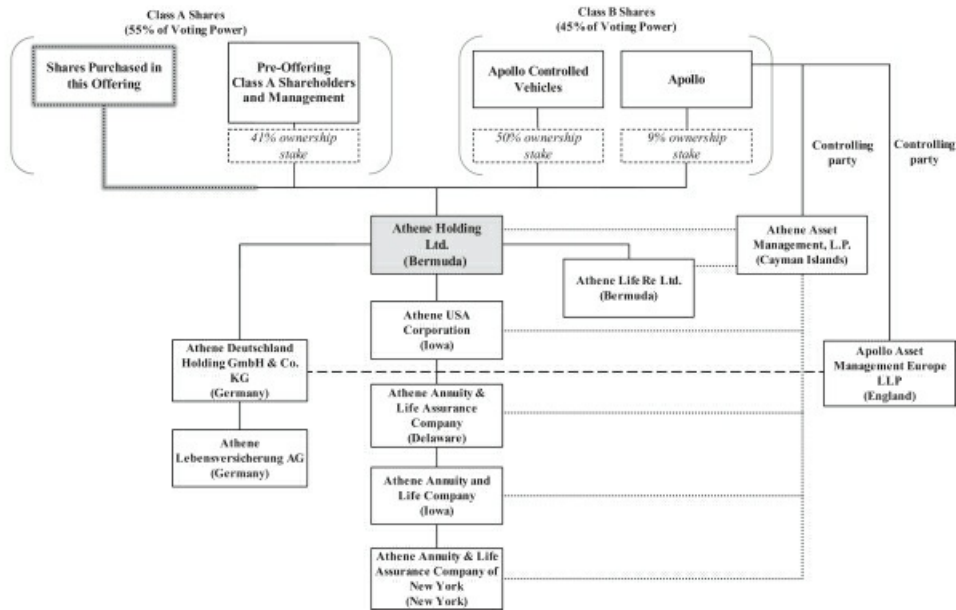 Class A Shares
(55% of Voting Power)
Class B Shares
(45% of Voting Power)
Shares Purchased in
this Offering
Pre-Offering
Class A Shareholders
and Management
Apollo Controlled
Vehicles
Apollo
41% ownership
stake
50% ownership
stake
9% ownership
stake
Controlling
party
Controlling
party
Athene Holding
Ltd.
(Bermuda)
Athene Asset
Management, L.P.
(Cayman Islands)
Athene Life Re Ltd.
(Bermuda)
Athene USA
Corporation
(Iowa)
Athene Deutschland
Holding GmbH & Co.
KG
(Germany)
Apollo Asset
Management Europe
LLP
(England)
Athene Annuity &
Life Assurance
Company
(Delaware)
Athene
Lebensversicherung AG
(Germany)
Athene Annuity and
Life Company
(Iowa)
Athene Annuity & Life
Assurance Company of
New York
(New York)